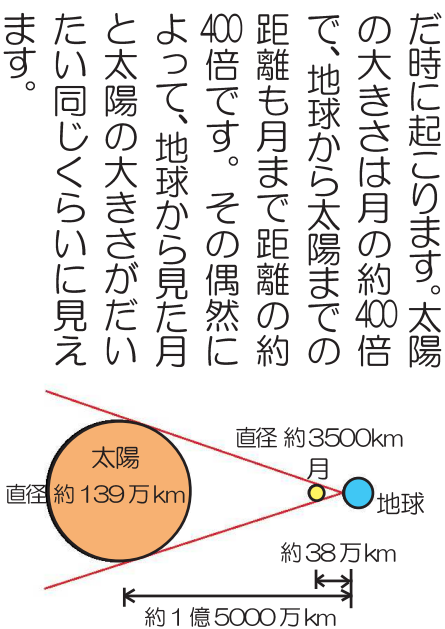 だ時に起こります。太陽
の大きさは月の約400倍
で、地球から太陽までの
距離も月まで距離の約
400倍です。その偶然に
よって、地球から見た月
と太陽の大きさがだい
たい同じくらいに見え
ます。
太陽
直径 約139万km
直径 約3500km
月
地球
約38万km
約1億5000万km